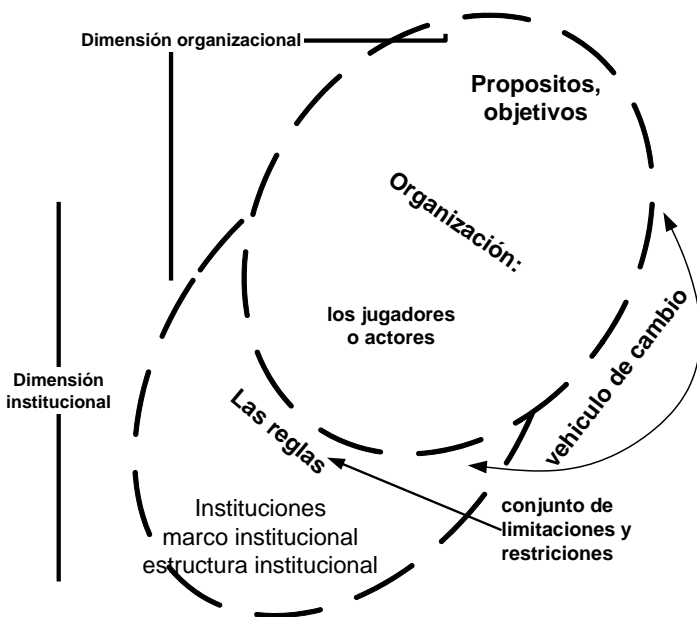 Dimensión organizacional
Propositos,
objetivos
Organización:
los jugadores
o actores
vehiculo de cambio
Dimensión
institucional
Las reglas
Instituciones
marco institucional
estructura institucional
conjunto de
limitaciones y
restricciones